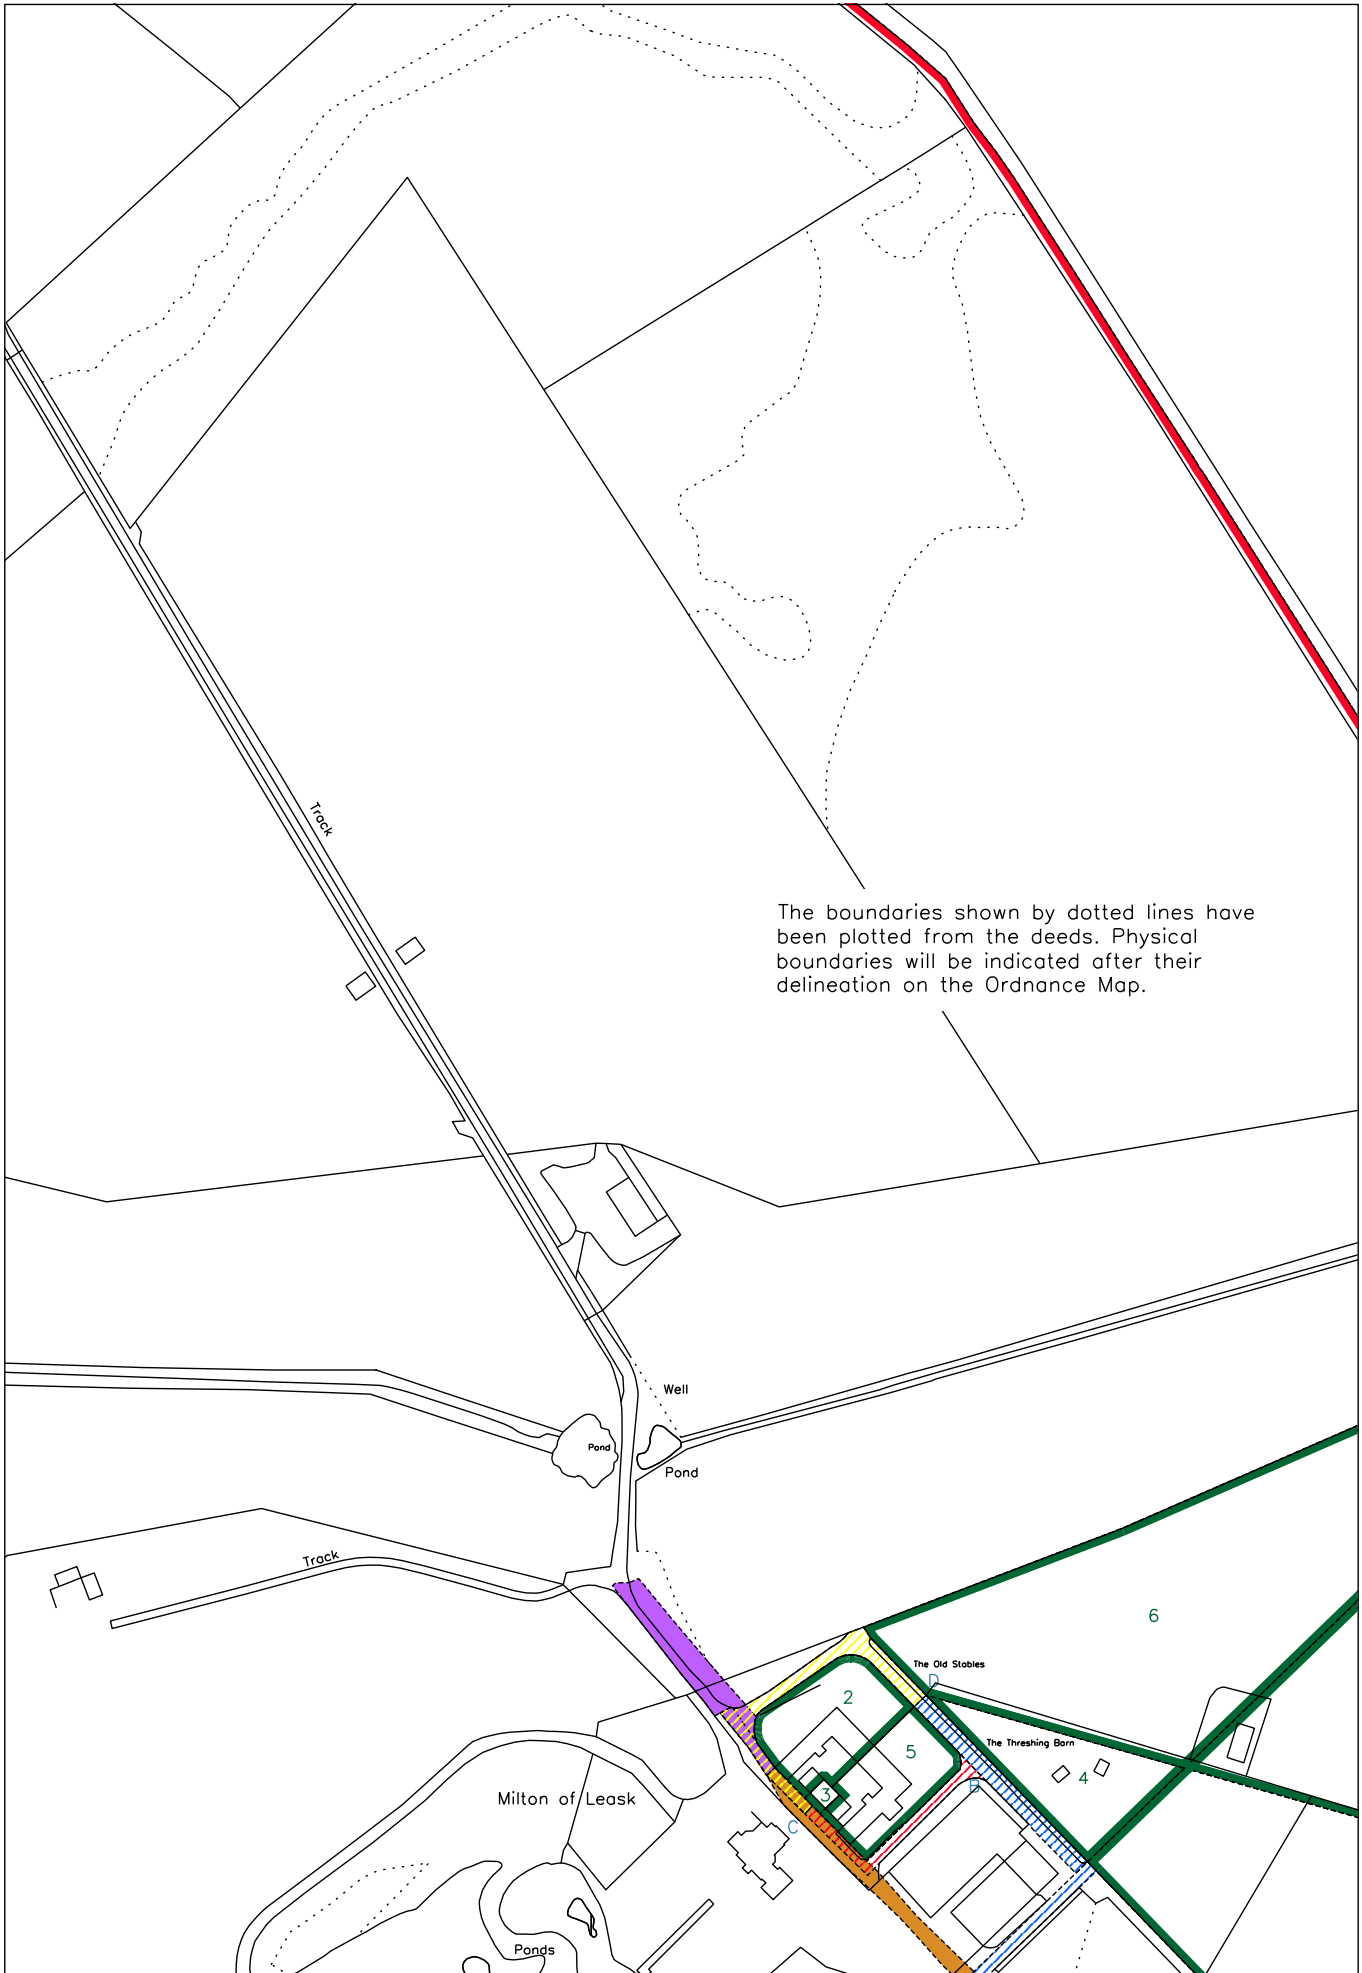 Track
The boundaries shown by dotted lines have
been plotted from the deeds. Physical
boundaries will be indicated after their
delineation on the Ordnance Map.
Well
Pond
Pond
Track
6
The Old Stables
D
2
The Threshing Barn
5
4
B
3
Milton of Leask
C
Ponds